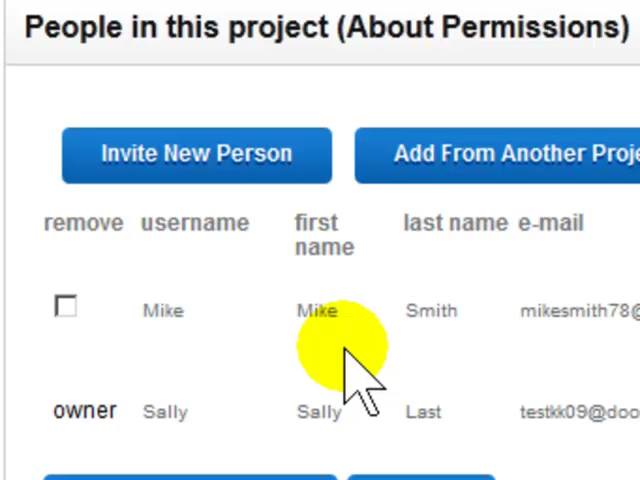 People in this project (About Permissions)
Invite New Person Add From Another
remove username first name last name e-mail
Mike Mike Smith mikesmith78@
owner Sally Sally Last testkk09@doo